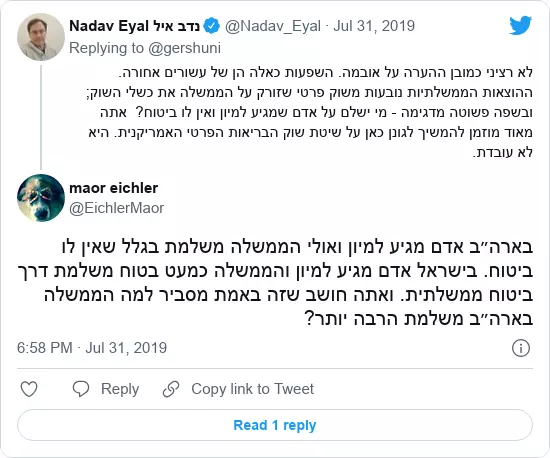 Nadav Eyal נדב איל @Nadav_Eyal · Jul 31, 2019
Replying to @gershuni
לא רציני כמובן ההערה על אובמה. השפעות כאלה הן של עשורים אחורה.
ההוצאות הממשלתיות נובעות משוק פרטי שזורק על הממשלה את כשלי השוק;
ובשפה פשוטה מדגימה - מי ישלם על אדם שמגיע למיון ואין לו ביטוח? אתה
מאוד מוזמן להמשיך לגונן כאן על שיטת שוק הבריאות הפרטי האמריקנית. היא
לא עובדת.
maor eichler
@EichlerMaor
בארה״ב אדם מגיע למיון ואולי הממשלה משלמת בגלל שאין לו
ביטוח. בישראל אדם מגיע למיון והממשלה כמעט בטוח משלמת דרך
ביטוח ממשלתית. ואתה חושב שזה באמת מסביר למה הממשלה
בארה״ב משלמת הרבה יותר?
6:58 PM · Jul 31, 2019
Reply
Copy link to Tweet
Read 1 reply